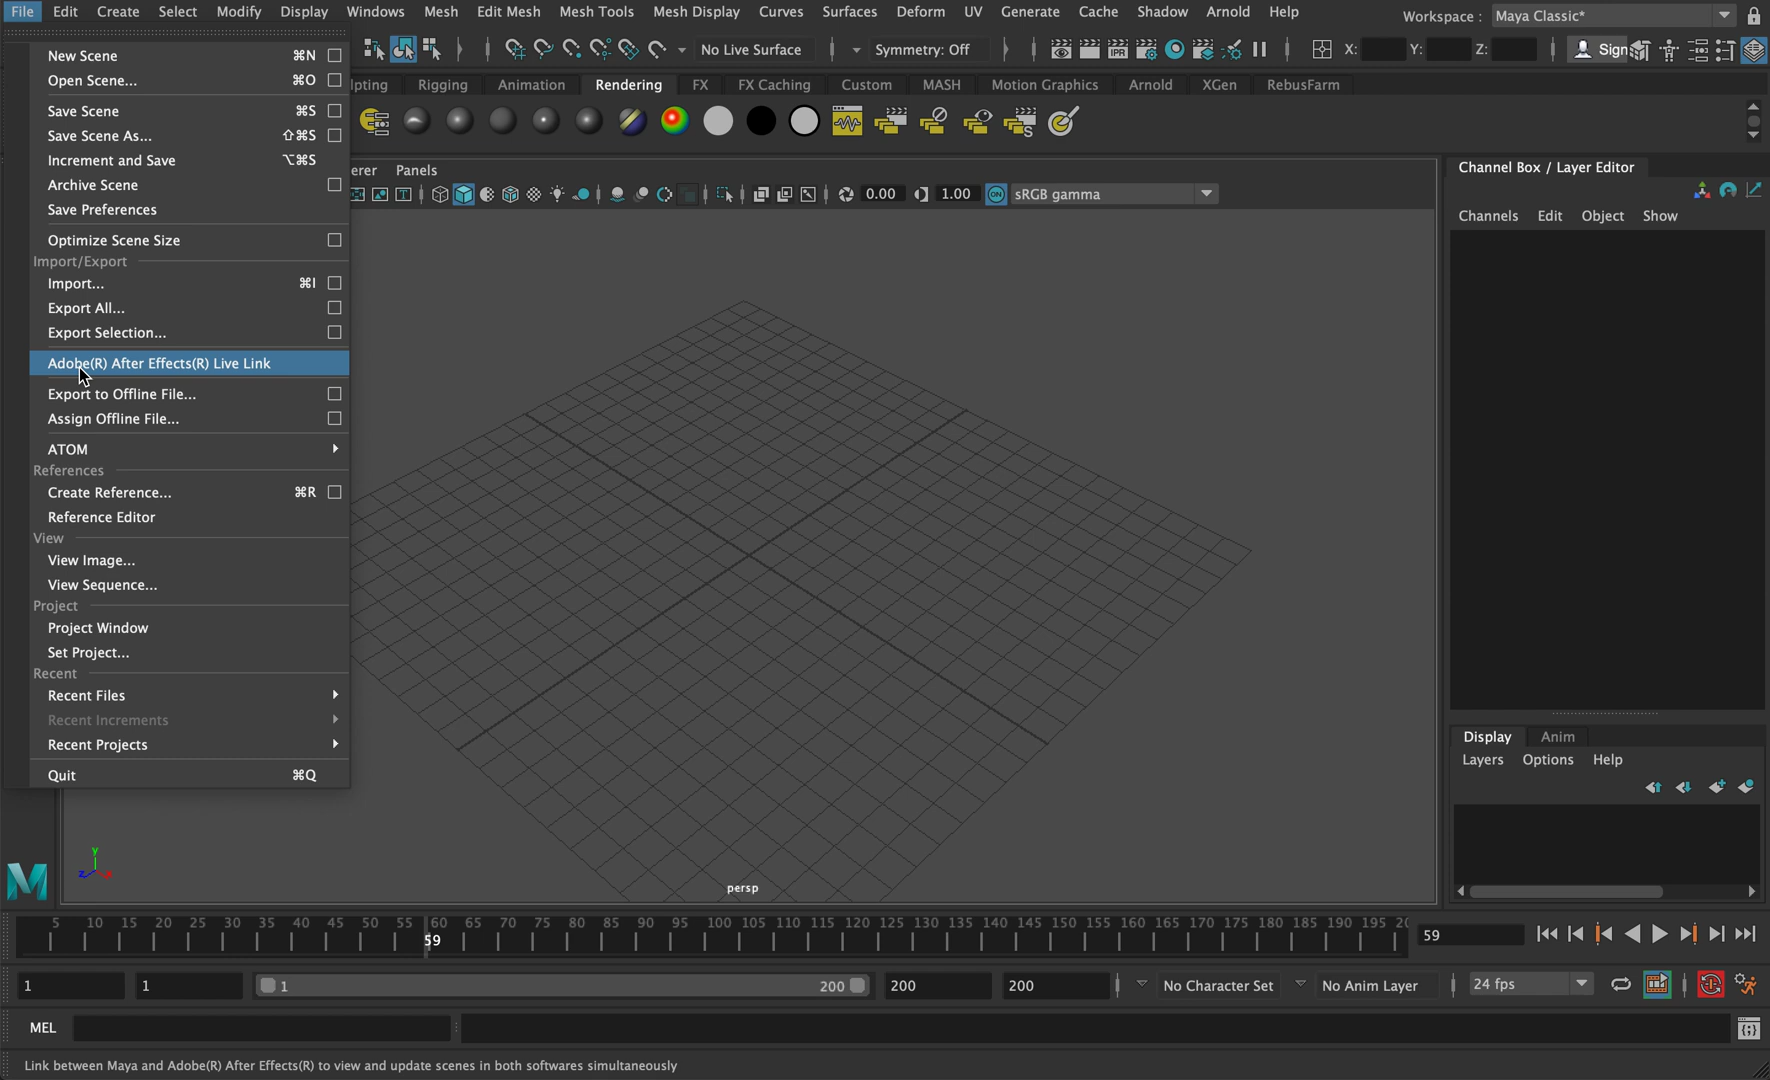 File Edit Create Select Modify Display Windows Mesh Edit Mesh Mesh Tools Mesh Display Curves Surfaces Deform UV Generate Cache Shadow Arnold Help Workspace : Maya Classic*
No Live Surface Symmetry: Off X: Y: Z: Sign
lpting Rigging Animation Rendering FX FX Caching Custom MASH Motion Graphics Arnold XGen RebusFarm
New Scene ⌘N
Open Scene... ⌘O
Save Scene ⌘S
Save Scene As... ⇧⌘S
Increment and Save ⌥⌘S
Archive Scene
Save Preferences
Optimize Scene Size
Import/Export
Import... ⌘I
Export All...
Export Selection...
Adobe(R) After Effects(R) Live Link
Export to Offline File...
Assign Offline File...
ATOM
References
Create Reference... ⌘R
Reference Editor
View
View Image...
View Sequence...
Project
Project Window
Set Project...
Recent
Recent Files
Recent Increments
Recent Projects
Quit ⌘Q
erer Panels
0.00 1.00 ON sRGB gamma
persp
y
z x
Channel Box / Layer Editor
Channels Edit Object Show
Display Anim
Layers Options Help
5 10 15 20 25 30 35 40 45 50 55 60 65 70 75 80 85 90 95 100 105 110 115 120 125 130 135 140 145 150 155 160 165 170 175 180 185 190 195 20
59 59
1 1 1 200 200 200 No Character Set No Anim Layer 24 fps
MEL
Link between Maya and Adobe(R) After Effects(R) to view and update scenes in both softwares simultaneously